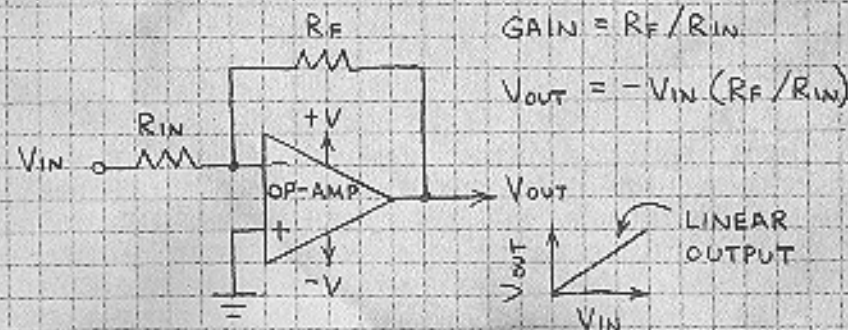 RF
GAIN = RF/RIN
VOUT = -VIN (RF/RIN)
RIN
+V
VIN
-
OP-AMP
+
-V
VOUT
LINEAR
OUTPUT
VOUT
VIN